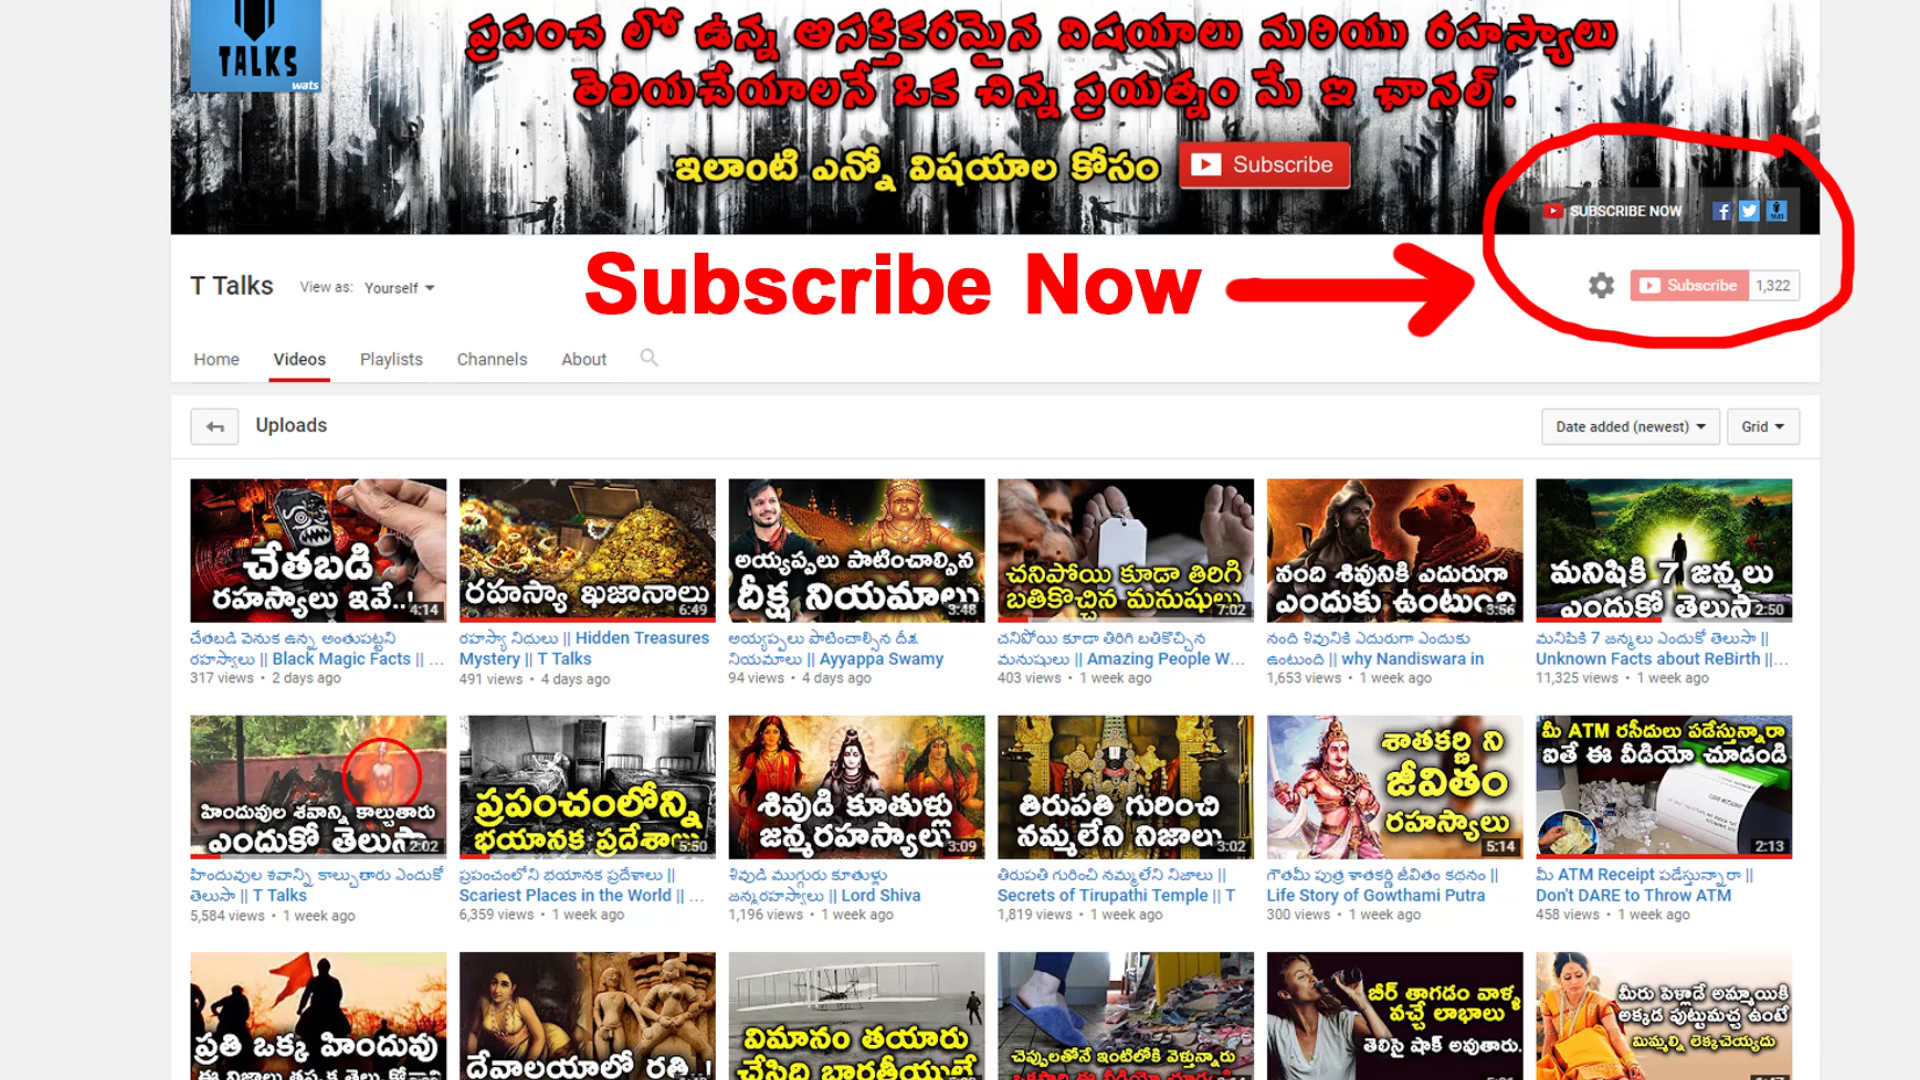 TALKS
wats
ప్రపంచ లో ఉన్న ఆసక్తికరమైన విషయాలు మరియు రహస్యాలు
తెలియచేయాలనే ఓక చిన్న ప్రయత్నం మే ఇ ఛానల్.
ఇలాంటి ఎన్నో విషయాల కోసం
Subscribe
SUBSCRIBE NOW
T Talks
View as: Yourself
Subscribe Now
Subscribe 1,322
Home Videos Playlists Channels About
Uploads
Date added (newest) Grid
చేతబడి
రహస్యాలు ఇవే..!
4:14
రహస్యా ఖజానాలు
6:49
అయ్యప్పలు పాటించాల్సిన
దీక్ష నియమాలు
3:48
చనిపోయి కూడా తిరిగి
బతికొచ్చిన మనుషులు
7:02
నంది శివునికి ఎదురుగా
ఎందుకు ఉంటుంది
3:56
మనిషికి 7 జన్మలు
ఎందుకో తెలుసా
2:50
చేతబడి వెనుక ఉన్న అంతుపట్టని
రహస్యాలు || Black Magic Facts || ...
317 views • 2 days ago
రహస్యా నిధులు || Hidden Treasures
Mystery || T Talks
491 views • 4 days ago
అయ్యప్పలు పాటించాల్సిన దీక్ష
నియమాలు || Ayyappa Swamy
94 views • 4 days ago
చనిపోయి కూడా తిరిగి బతికొచ్చిన
మనుషులు || Amazing People W...
403 views • 1 week ago
నంది శివునికి ఎదురుగా ఎందుకు
ఉంటుంది || why Nandiswara in
1,653 views • 1 week ago
మనిషికి 7 జన్మలు ఎందుకో తెలుసా ||
Unknown Facts about ReBirth ||...
11,325 views • 1 week ago
హిందువుల శవాన్ని కాల్చుతారు
ఎందుకో తెలుసా
2:02
ప్రపంచంలోన్ని
భయానక ప్రదేశాలు
5:50
శివుడి కూతుళ్లు
జన్మరహస్యాలు
3:09
తిరుపతి గురించి
నమ్మలేని నిజాలు
3:02
శాతకర్ణి ని
జీవితం
రహస్యాలు
5:14
మీ ATM రసీదులు పడేస్తున్నారా
ఐతే ఈ వీడియో చూడండి
2:13
హిందువుల శవాన్ని కాల్చుతారు ఎందుకో
తెలుసా || T Talks
5,584 views • 1 week ago
ప్రపంచంలోని భయానక ప్రదేశాలు ||
Scariest Places in the World || ...
6,359 views • 1 week ago
శివుడి ముగ్గురు కూతుళ్లు
జన్మరహస్యాలు || Lord Shiva
1,196 views • 1 week ago
తిరుపతి గురించి నమ్మలేని నిజాలు ||
Secrets of Tirupathi Temple || T
1,819 views • 1 week ago
గౌతమీ పుత్ర శాతకర్ణి జీవితం కథనం ||
Life Story of Gowthami Putra
300 views • 1 week ago
మీ ATM Receipt పడేస్తున్నారా ||
Don't DARE to Throw ATM
458 views • 1 week ago
ప్రతి ఒక్క హిందువు
దేవాలయాలో రతి..!
విమానం తయారు
చేసింది భారతీయులే
చెప్పులతోనే ఇంటిలోకి వెళ్తున్నారు
బీర్ తాగడం వాళ్ళ
వచ్చే లాభాలు
తెలిసి షాక్ అవుతారు.
మీరు పెళ్లాడే అమ్మాయికి
అక్కడ పుట్టుమచ్చ ఉంటే
మిమ్మల్ని లెక్కచెయ్యదు